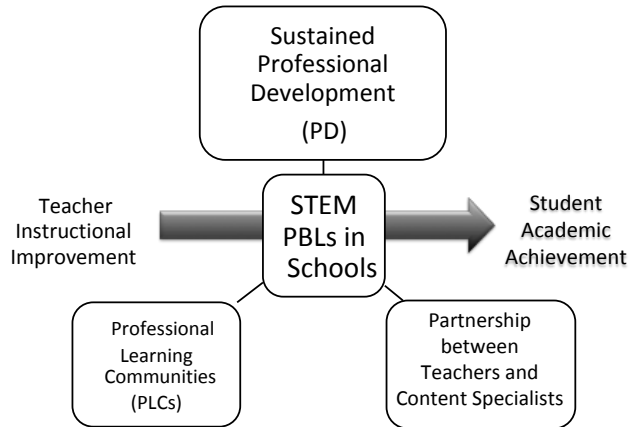 Sustained
Professional
Development
(PD)
Teacher
Instructional
Improvement
STEM
PBLs in
Schools
Student
Academic
Achievement
Professional
Learning
Communities
(PLCs)
Partnership
between
Teachers and
Content Specialists